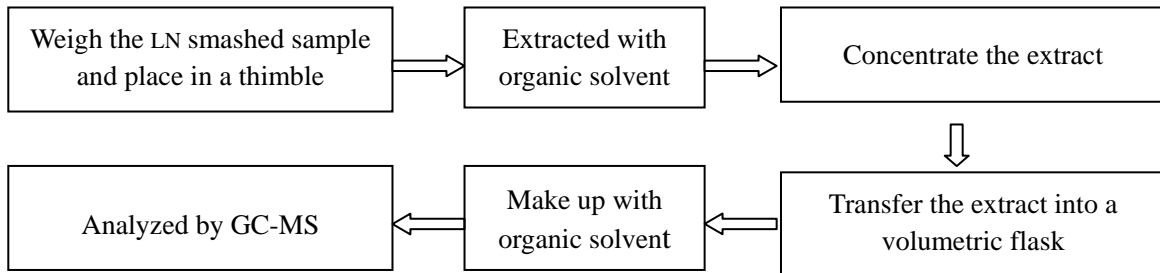 Weigh the LN smashed sample
and place in a thimble
Extracted with
organic solvent
Concentrate the extract
Transfer the extract into a
volumetric flask
Make up with
organic solvent
Analyzed by GC-MS